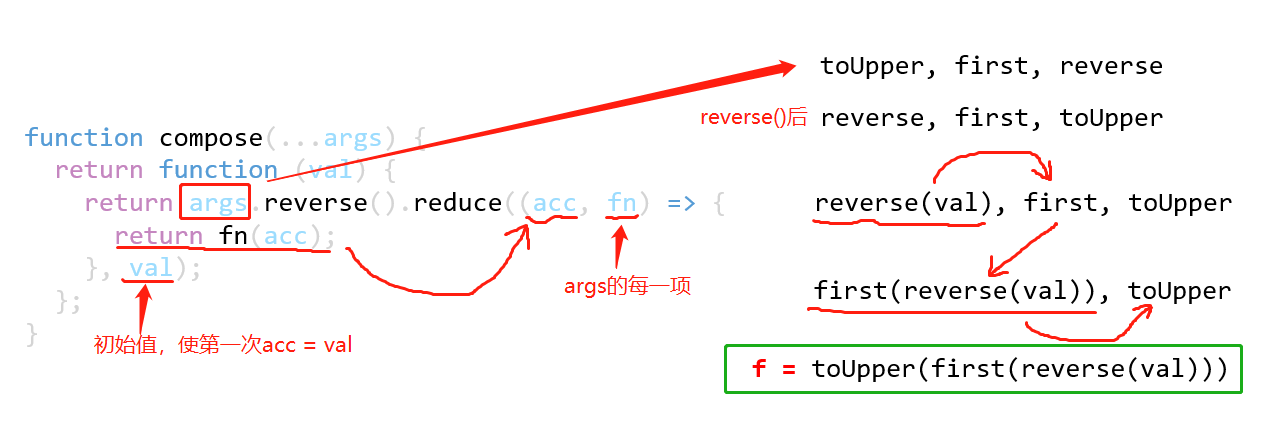 function compose(...args) {
return function (val) {
return args.reverse().reduce((acc, fn) => {
return fn(acc);
}, val);
};
}
初始值，使第一次acc = val
args的每一项
toUpper, first, reverse
reverse()后 reverse, first, toUpper
reverse(val), first, toUpper
first(reverse(val)), toUpper
f = toUpper(first(reverse(val)))